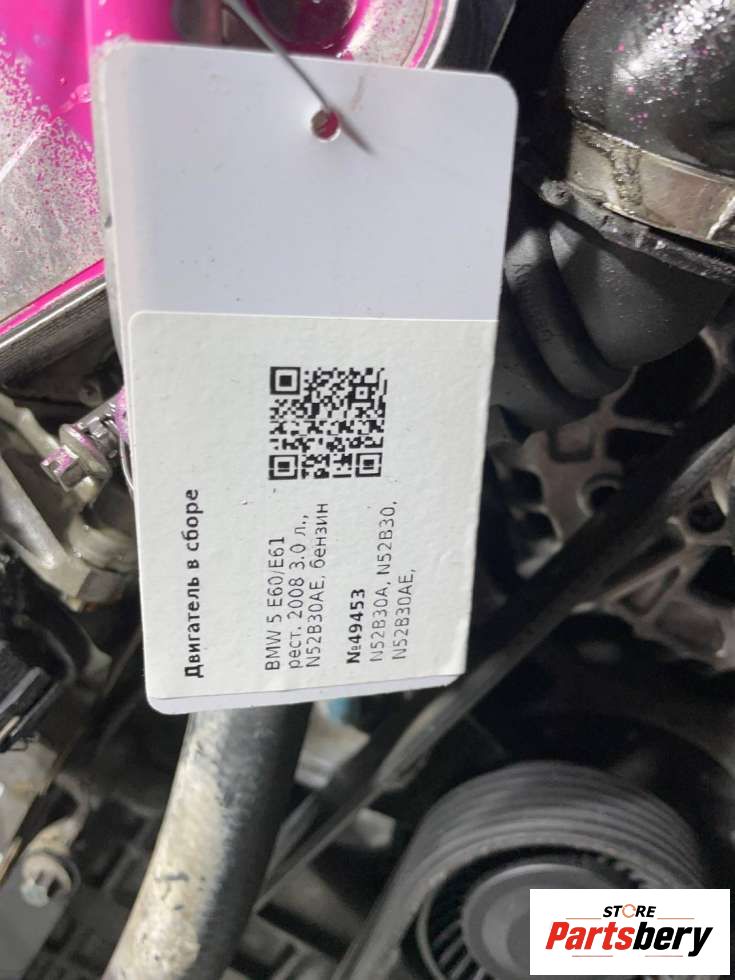 Двигатель в сборе
BMW 5 E60/E61
рест. 2008 3.0 л.,
N52B30AE, бензин
№49453
N52B30A, N52B30,
N52B30AE,
STORE
Partsbery